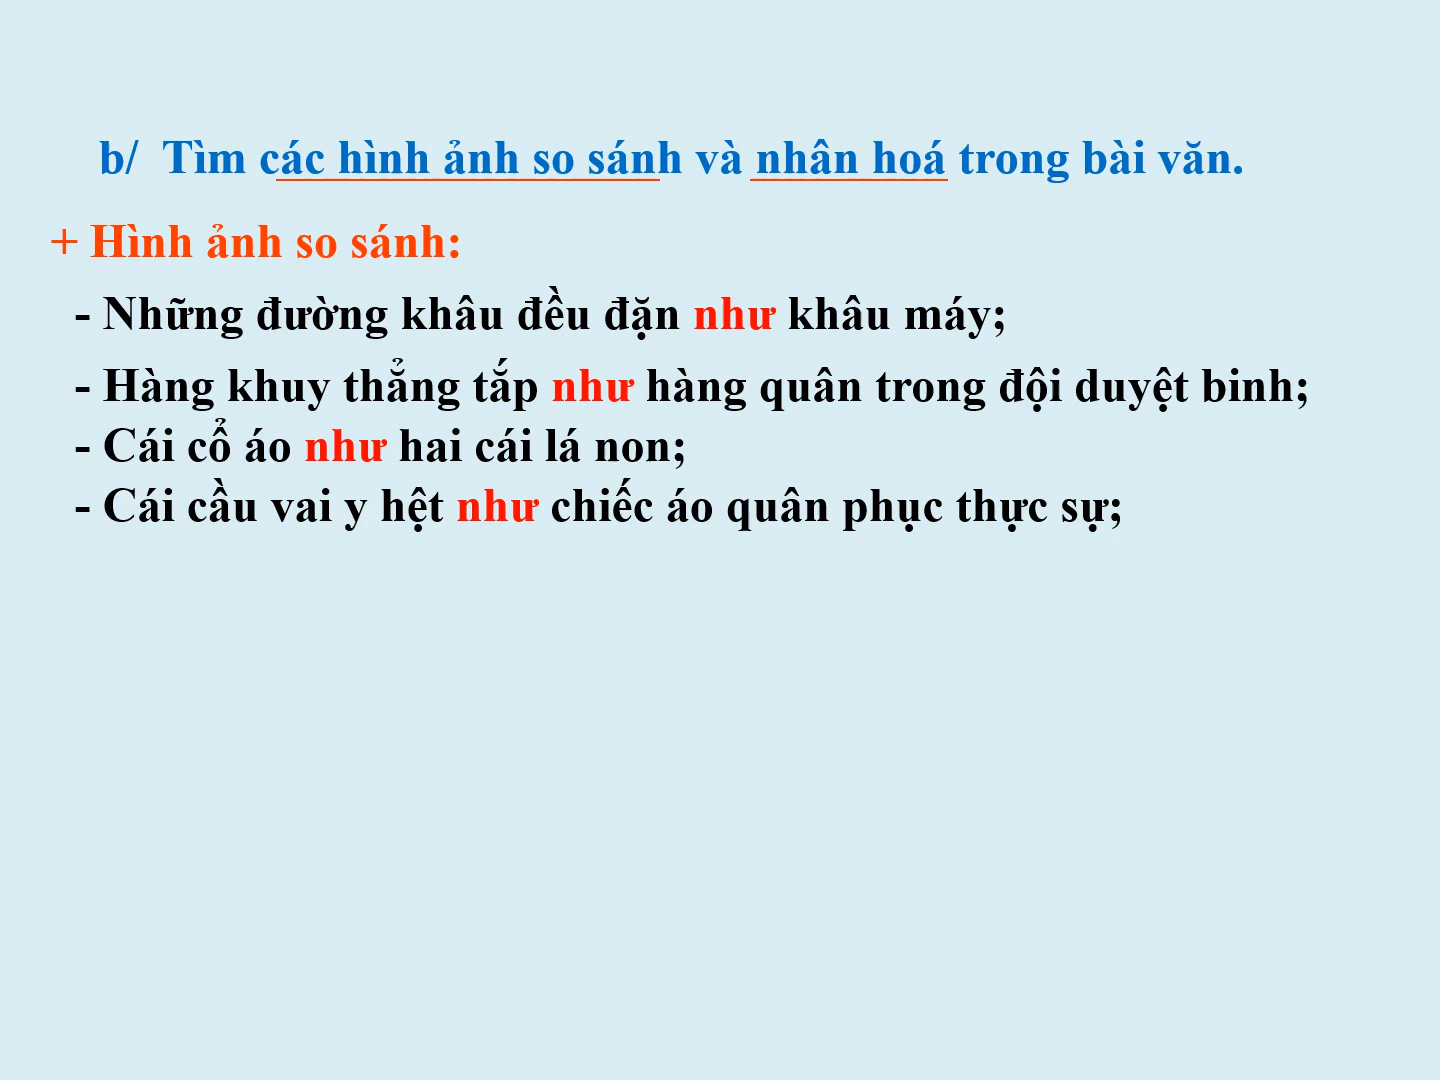 b/ Tìm các hình ảnh so sánh và nhân hoá trong bài văn.
+ Hình ảnh so sánh:
- Những đường khâu đều đặn như khâu máy;
- Hàng khuy thẳng tắp như hàng quân trong đội duyệt binh;
- Cái cổ áo như hai cái lá non;
- Cái cầu vai y hệt như chiếc áo quân phục thực sự;